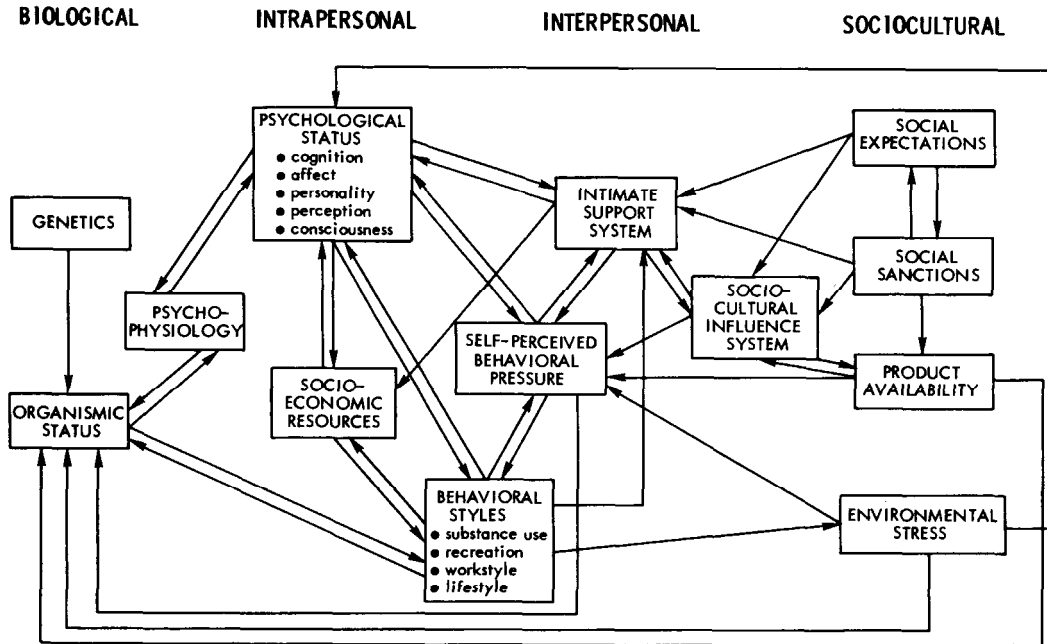 BIOLOGICAL
INTRAPERSONAL
INTERPERSONAL
SOCIOCULTURAL
PSYCHOLOGICAL
STATUS
● cognition
● affect
● personality
● perception
● consciousness
SOCIAL
EXPECTATIONS
GENETICS
INTIMATE
SUPPORT
SYSTEM
SOCIAL
SANCTIONS
PSYCHO-
PHYSIOLOGY
SOCIO-
CULTURAL
INFLUENCE
SYSTEM
SELF-PERCEIVED
BEHAVIORAL
PRESSURE
PRODUCT
AVAILABILITY
SOCIO-
ECONOMIC
RESOURCES
ORGANISMIC
STATUS
BEHAVIORAL
STYLES
● substance use
● recreation
● workstyle
● lifestyle
ENVIRONMENTAL
STRESS